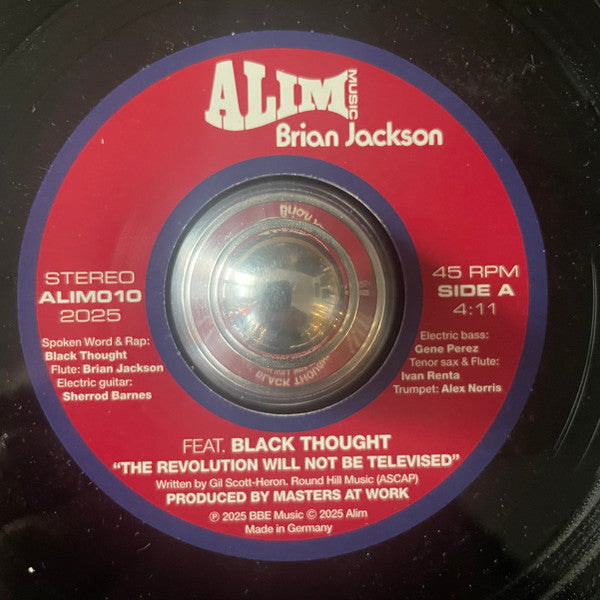 ALIM
MUSIC
Brian Jackson
STEREO
ALIM010
2025
45 RPM
SIDE A
4:11
Spoken Word & Rap:
Black Thought
Flute: Brian Jackson
Electric guitar:
Sherrod Barnes
Electric bass:
Gene Perez
Tenor sax & Flute:
Ivan Renta
Trumpet: Alex Norris
FEAT. BLACK THOUGHT
“THE REVOLUTION WILL NOT BE TELEVISED”
Written by Gil Scott-Heron. Round Hill Music (ASCAP)
PRODUCED BY MASTERS AT WORK
℗ 2025 BBE Music © 2025 Alim
Made in Germany